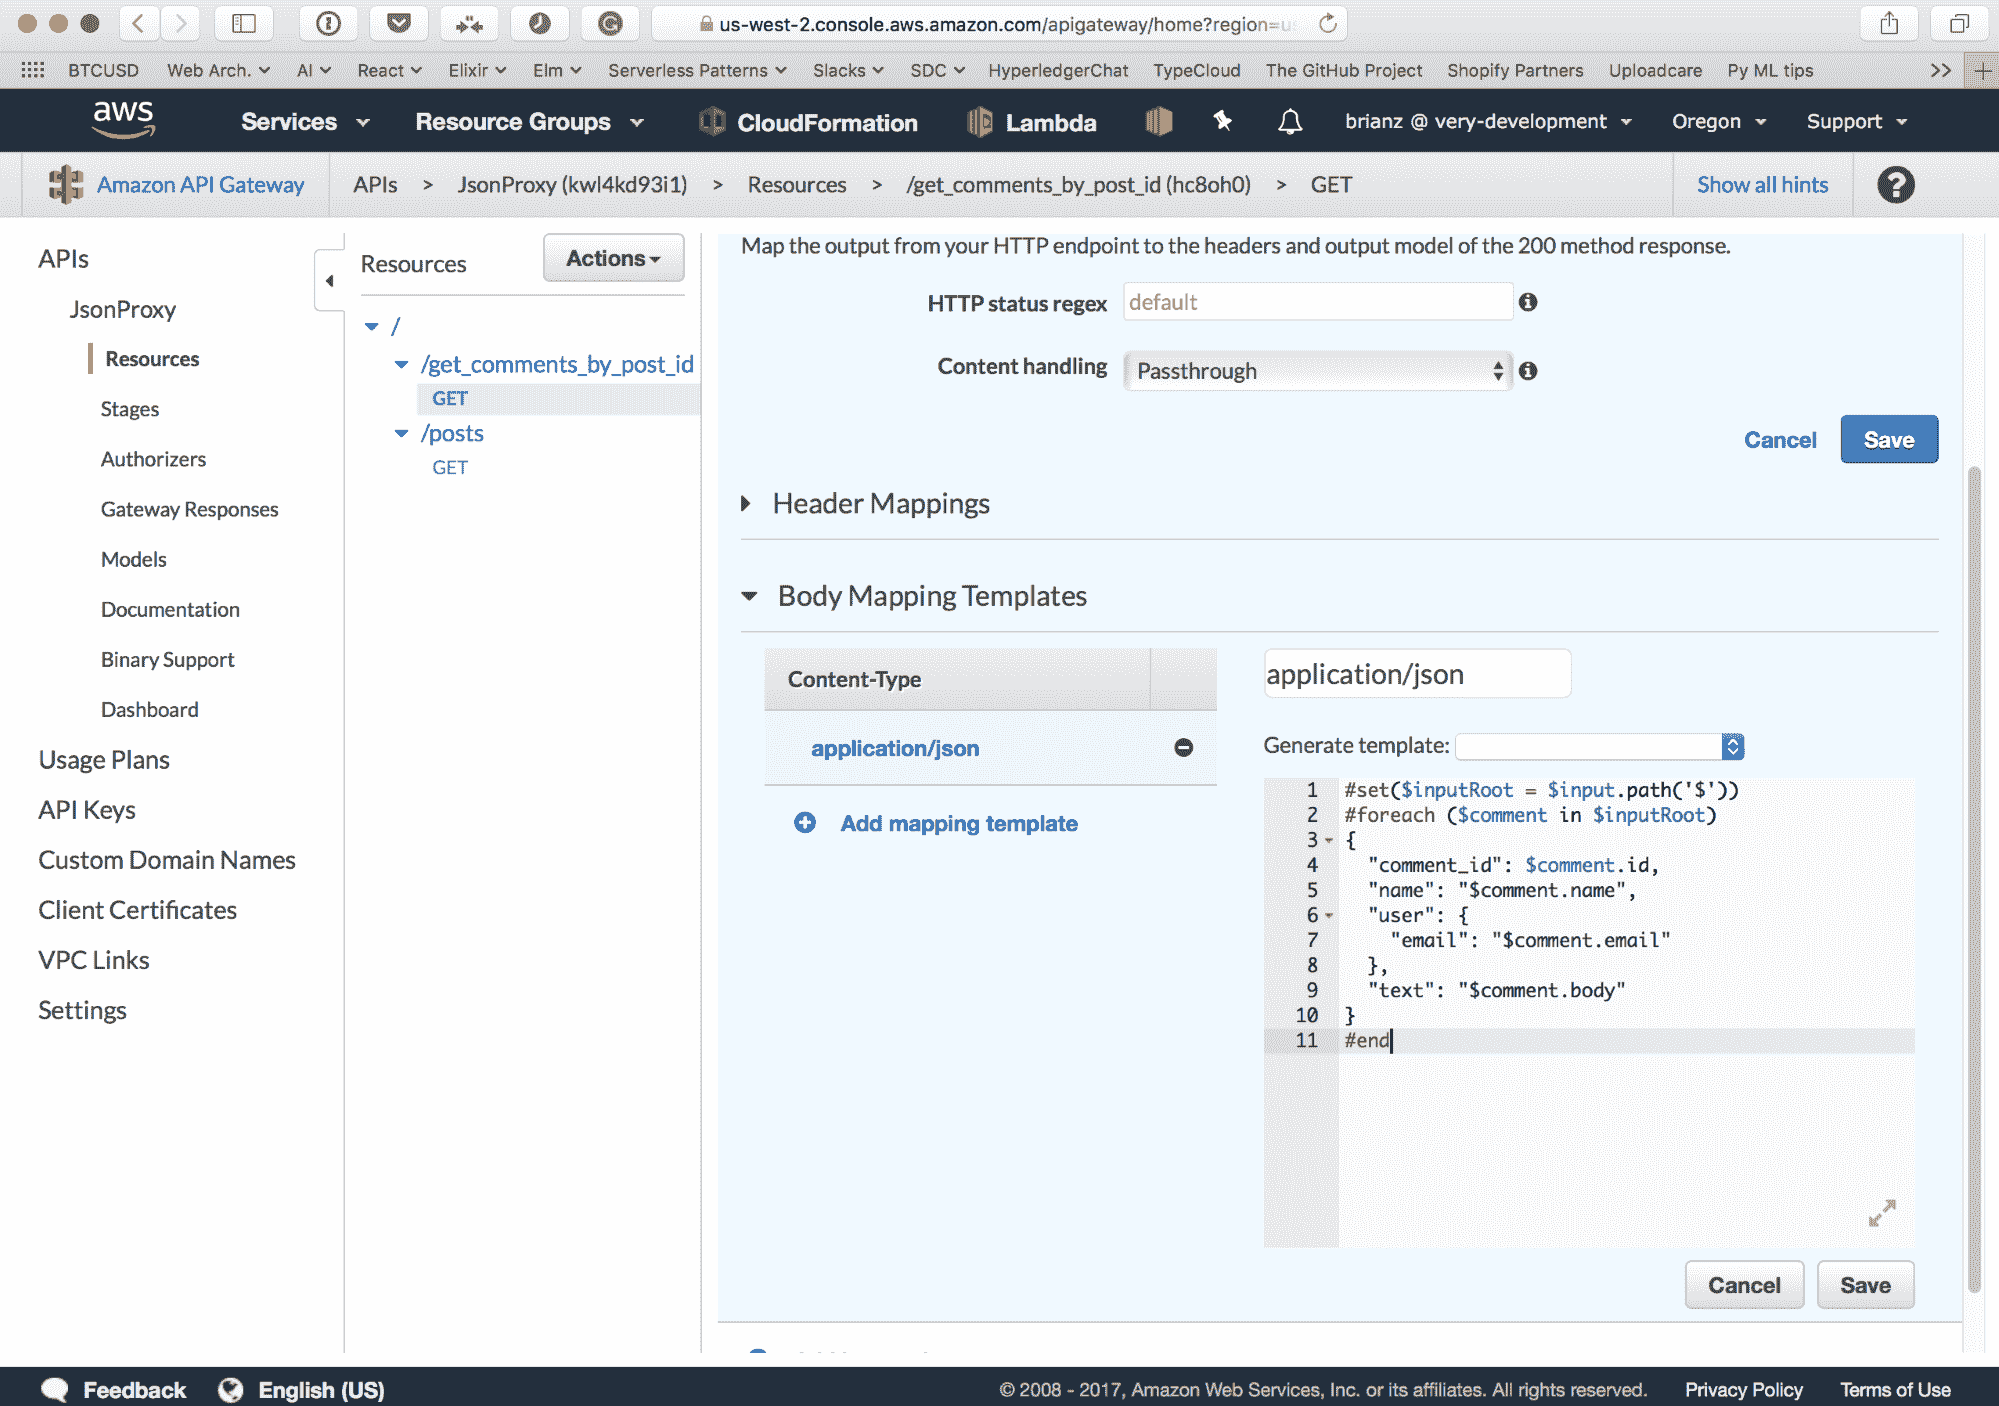 us-west-2.console.aws.amazon.com/apigateway/home?region=us
BTCUSD Web Arch. AI React Elixir Elm Serverless Patterns Slacks SDC HyperledgerChat TypeCloud The GitHub Project Shopify Partners Uploadcare Py ML tips >>
aws Services Resource Groups CloudFormation Lambda brianz @ very-development Oregon Support
Amazon API Gateway APIs > JsonProxy (kwl4kd93i1) > Resources > /get_comments_by_post_id (hc8oh0) > GET Show all hints ?
APIs
JsonProxy
Resources
Stages
Authorizers
Gateway Responses
Models
Documentation
Binary Support
Dashboard
Usage Plans
API Keys
Custom Domain Names
Client Certificates
VPC Links
Settings
Resources Actions
/
/get_comments_by_post_id
GET
/posts
GET
Map the output from your HTTP endpoint to the headers and output model of the 200 method response.
HTTP status regex default
Content handling Passthrough
Cancel Save
Header Mappings
Body Mapping Templates
Content-Type
application/json
Add mapping template
application/json
Generate template:
1 #set($inputRoot = $input.path('$'))
2 #foreach ($comment in $inputRoot)
3 {
4 "comment_id": $comment.id,
5 "name": "$comment.name",
6 "user": {
7 "email": "$comment.email"
8 },
9 "text": "$comment.body"
10 }
11 #end
Cancel Save
Feedback English (US) © 2008 - 2017, Amazon Web Services, Inc. or its affiliates. All rights reserved. Privacy Policy Terms of Use